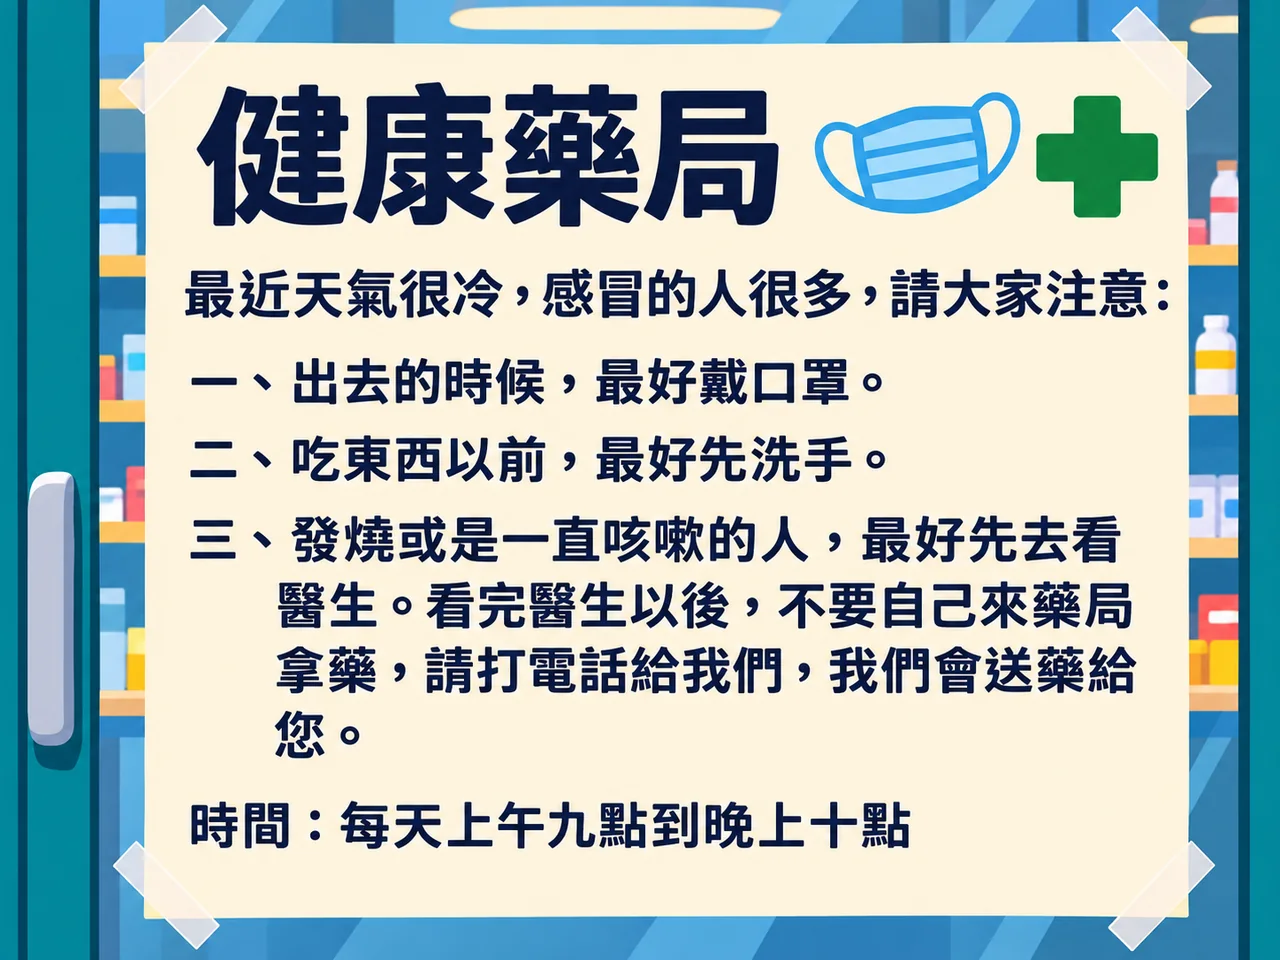 健康藥局
最近天氣很冷，感冒的人很多，請大家注意：
一、出去的時候，最好戴口罩。
二、吃東西以前，最好先洗手。
三、發燒或是一直咳嗽的人，最好先去看
醫生。看完醫生以後，不要自己來藥局
拿藥，請打電話給我們，我們會送藥給
您。
時間：每天上午九點到晚上十點